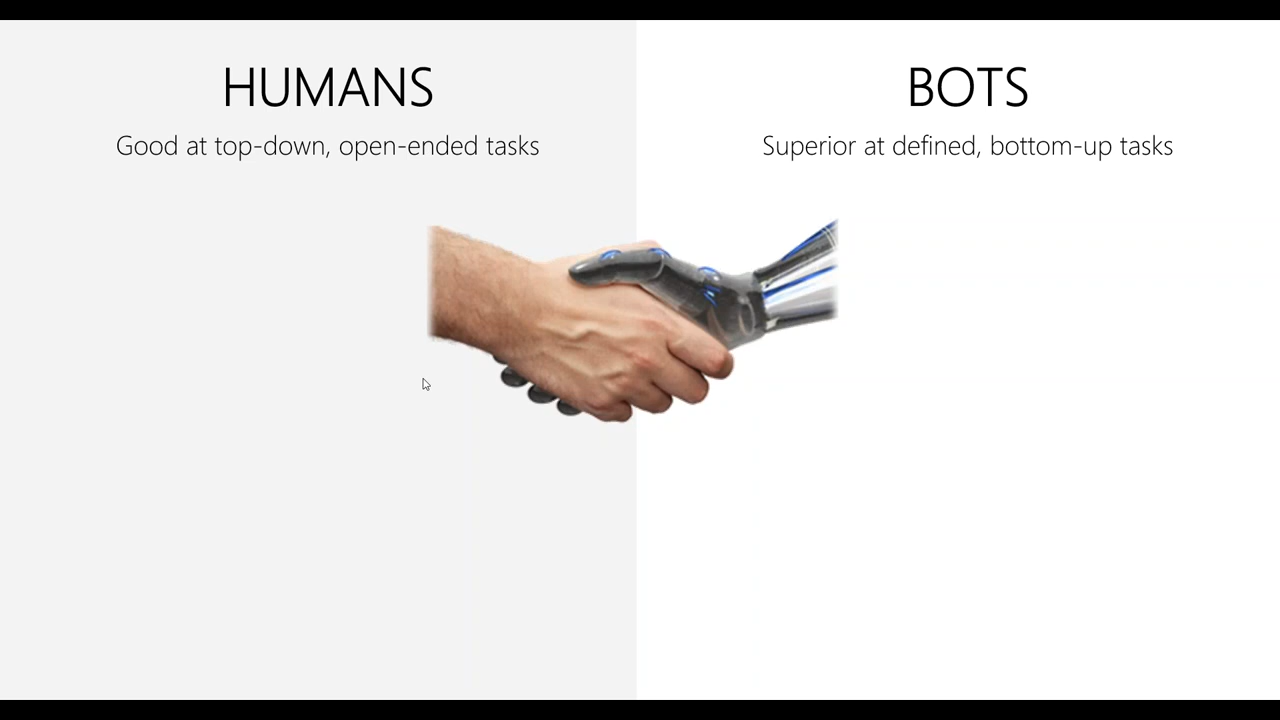 HUMANS
Good at top-down, open-ended tasks
BOTS
Superior at defined, bottom-up tasks